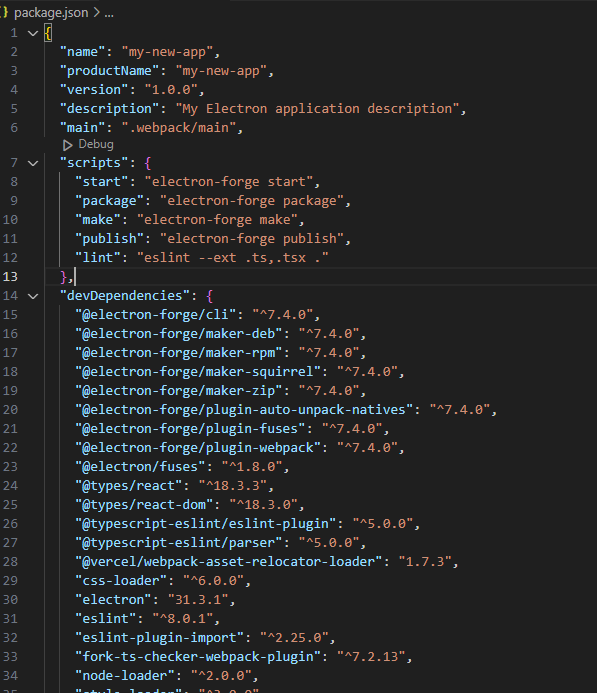 package.json > ...
1 {
2 "name": "my-new-app",
3 "productName": "my-new-app",
4 "version": "1.0.0",
5 "description": "My Electron application description",
6 "main": ".webpack/main",
Debug
7 "scripts": {
8 "start": "electron-forge start",
9 "package": "electron-forge package",
10 "make": "electron-forge make",
11 "publish": "electron-forge publish",
12 "lint": "eslint --ext .ts,.tsx ."
13 },
14 "devDependencies": {
15 "@electron-forge/cli": "^7.4.0",
16 "@electron-forge/maker-deb": "^7.4.0",
17 "@electron-forge/maker-rpm": "^7.4.0",
18 "@electron-forge/maker-squirrel": "^7.4.0",
19 "@electron-forge/maker-zip": "^7.4.0",
20 "@electron-forge/plugin-auto-unpack-natives": "^7.4.0",
21 "@electron-forge/plugin-fuses": "^7.4.0",
22 "@electron-forge/plugin-webpack": "^7.4.0",
23 "@electron/fuses": "^1.8.0",
24 "@types/react": "^18.3.3",
25 "@types/react-dom": "^18.3.0",
26 "@typescript-eslint/eslint-plugin": "^5.0.0",
27 "@typescript-eslint/parser": "^5.0.0",
28 "@vercel/webpack-asset-relocator-loader": "1.7.3",
29 "css-loader": "^6.0.0",
30 "electron": "31.3.1",
31 "eslint": "^8.0.1",
32 "eslint-plugin-import": "^2.25.0",
33 "fork-ts-checker-webpack-plugin": "^7.2.13",
34 "node-loader": "^2.0.0",
"style-loader": "^3.0.0",